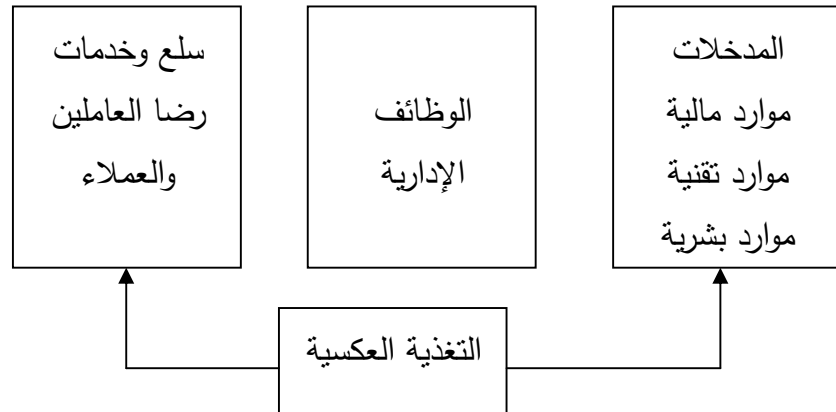 المدخلات
موارد مالية
موارد تقنية
موارد بشرية
الوظائف
الإدارية
سلع وخدمات
رضا العاملين
والعملاء
التغذية العكسية